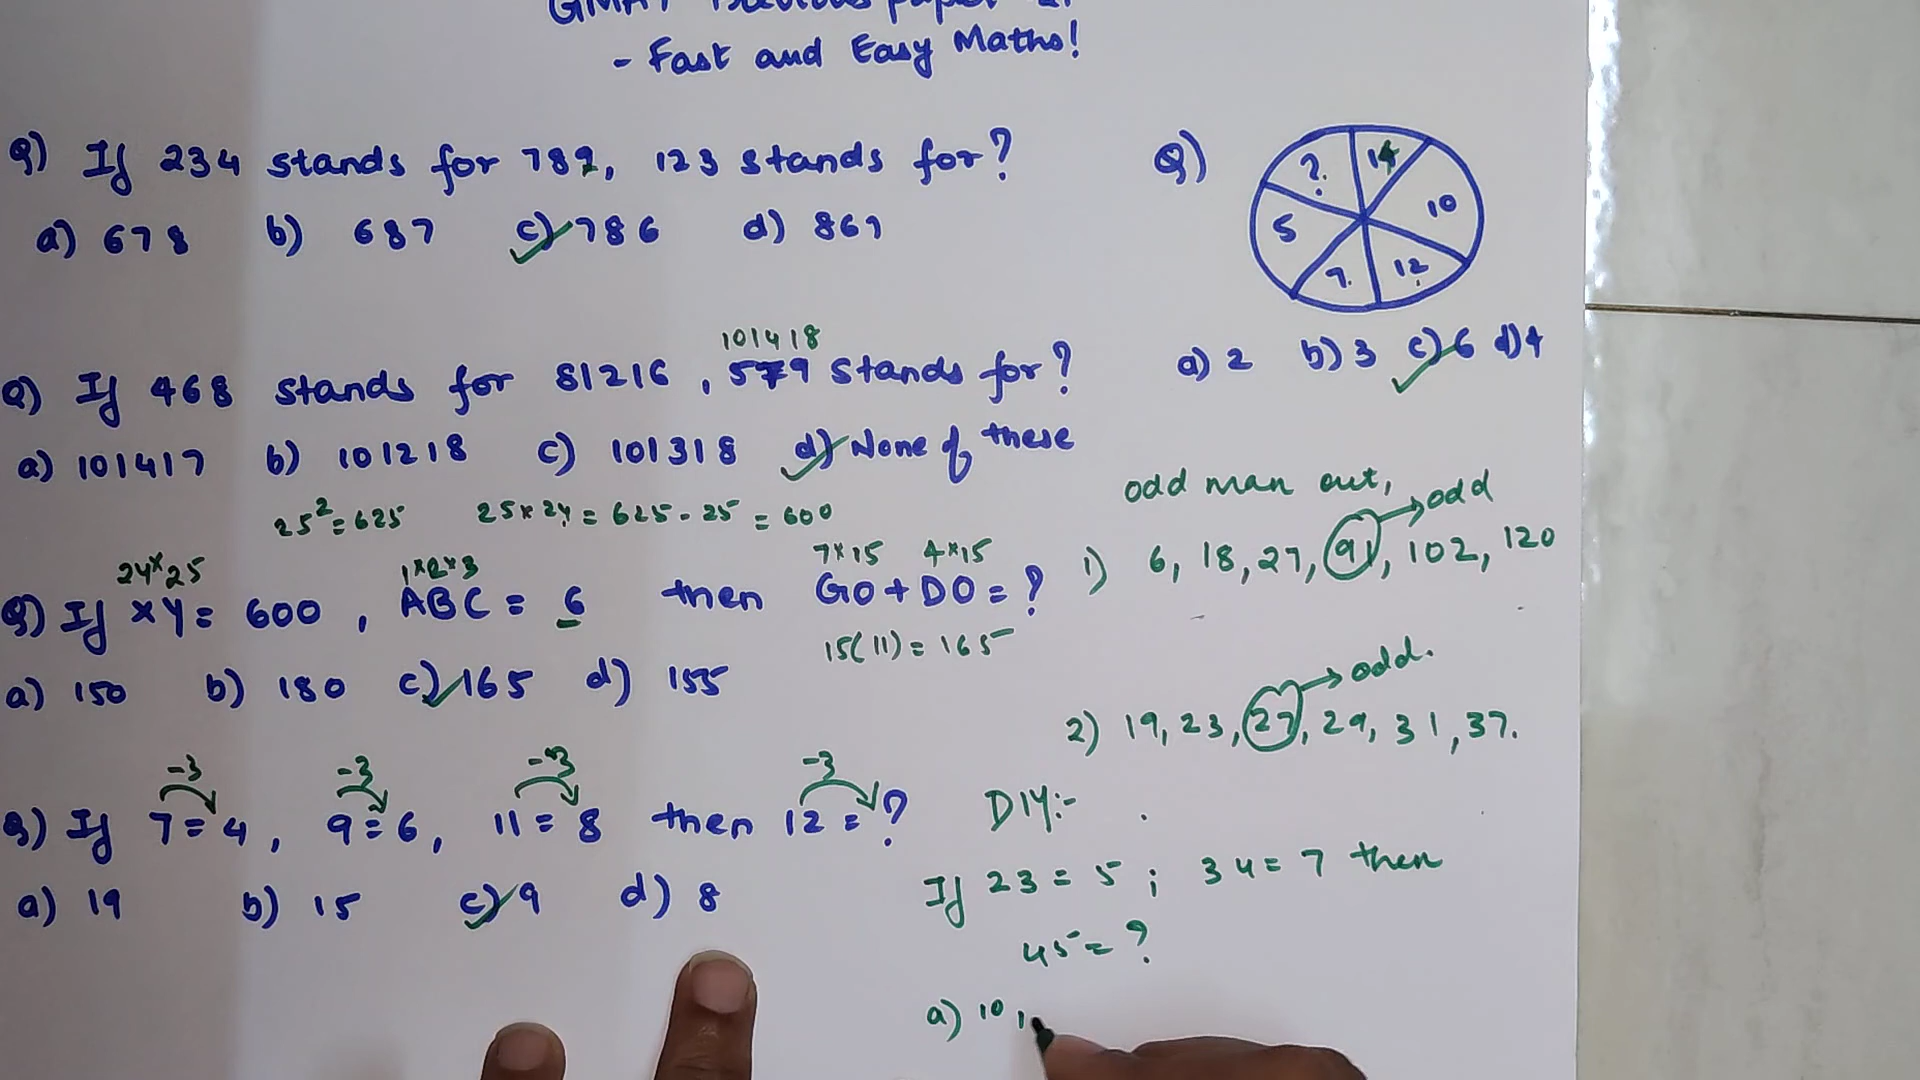 - Fast and Easy Maths!
Q) If 234 stands for 789, 123 stands for?
a) 678 b) 687 c) 786 d) 869
101418
Q) If 468 stands for 81216, 579 stands for?
a) 101417 b) 101218 c) 101318 d) None of these
25² = 625 25×24 = 625-25 = 600
24×25 1×2×3 7×15 4×15
Q) If XY = 600, ABC = 6 then GO+DO = ?
15(11) = 165
a) 150 b) 180 c) 165 d) 155
-3 -3 -3 -3
Q) If 7=4, 9=6, 11=8 then 12=?
a) 19 b) 15 c) 9 d) 8
Q)
? 14 10 12 7 5
a) 2 b) 3 c) 6 d) 4
odd man out,
odd
1) 6, 18, 27, 91, 102, 120
odd.
2) 19, 23, 27, 29, 31, 37.
DIY:-
If 23 = 5 ; 34 = 7 then
45 = ?
a) 10,